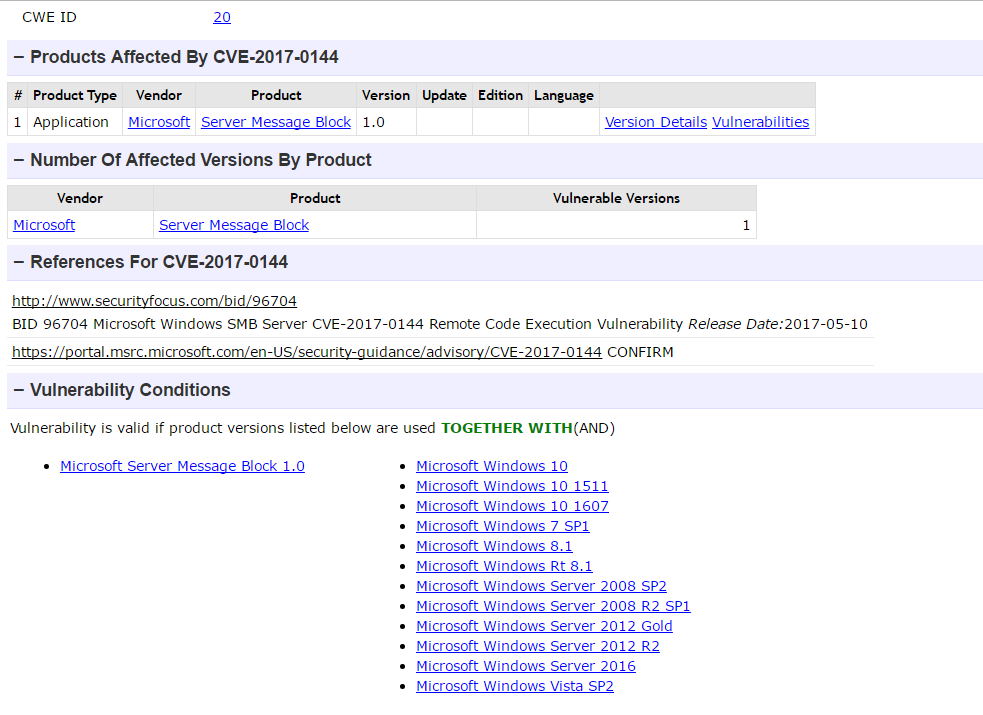 CWE ID 20
− Products Affected By CVE-2017-0144
# Product Type Vendor Product Version Update Edition Language
1 Application Microsoft Server Message Block 1.0 Version Details Vulnerabilities
− Number Of Affected Versions By Product
Vendor Product Vulnerable Versions
Microsoft Server Message Block 1
− References For CVE-2017-0144
http://www.securityfocus.com/bid/96704
BID 96704 Microsoft Windows SMB Server CVE-2017-0144 Remote Code Execution Vulnerability Release Date:2017-05-10
https://portal.msrc.microsoft.com/en-US/security-guidance/advisory/CVE-2017-0144 CONFIRM
− Vulnerability Conditions
Vulnerability is valid if product versions listed below are used TOGETHER WITH(AND)
• Microsoft Server Message Block 1.0
• Microsoft Windows 10
• Microsoft Windows 10 1511
• Microsoft Windows 10 1607
• Microsoft Windows 7 SP1
• Microsoft Windows 8.1
• Microsoft Windows Rt 8.1
• Microsoft Windows Server 2008 SP2
• Microsoft Windows Server 2008 R2 SP1
• Microsoft Windows Server 2012 Gold
• Microsoft Windows Server 2012 R2
• Microsoft Windows Server 2016
• Microsoft Windows Vista SP2